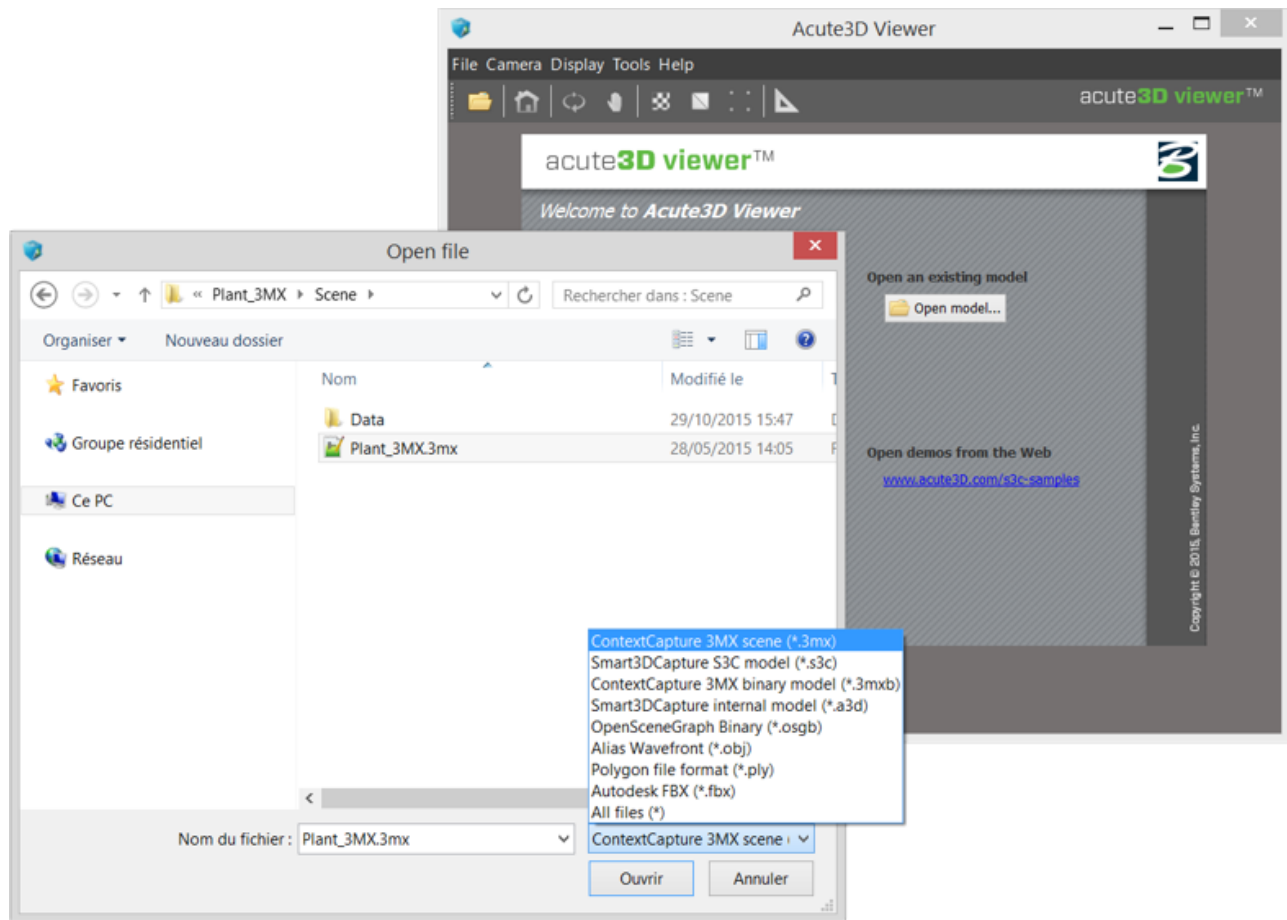 Acute3D Viewer
File Camera Display Tools Help
acute3D viewer™
acute3D viewer™
Welcome to Acute3D Viewer
Open an existing model
Open model...
Open demos from the Web
www.acute3D.com/s3c-samples
Copyright © 2015, Bentley Systems, Inc.
Open file
« Plant_3MX Scene
Rechercher dans : Scene
Organiser Nouveau dossier
Nom Modifié le
Favoris
Data 29/10/2015 15:47
Groupe résidentiel
Plant_3MX.3mx 28/05/2015 14:05
Ce PC
Réseau
ContextCapture 3MX scene (*.3mx)
Smart3DCapture S3C model (*.s3c)
ContextCapture 3MX binary model (*.3mxb)
Smart3DCapture internal model (*.a3d)
OpenSceneGraph Binary (*.osgb)
Alias Wavefront (*.obj)
Polygon file format (*.ply)
Autodesk FBX (*.fbx)
All files (*)
Nom du fichier : Plant_3MX.3mx ContextCapture 3MX scene (
Ouvrir Annuler